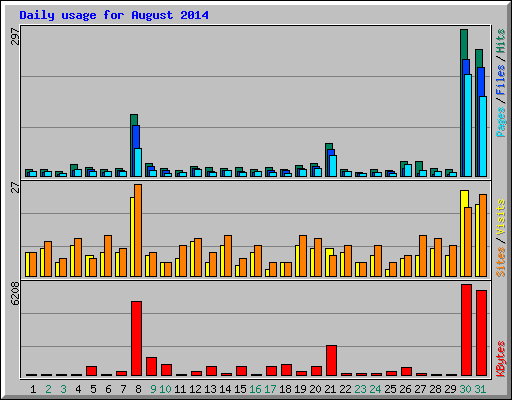 Daily usage for August 2014
297
Pages/Files/Hits
27
Sites/Visits
6208
KBytes
1 2 3 4 5 6 7 8 9 10 11 12 13 14 15 16 17 18 19 20 21 22 23 24 25 26 27 28 29 30 31